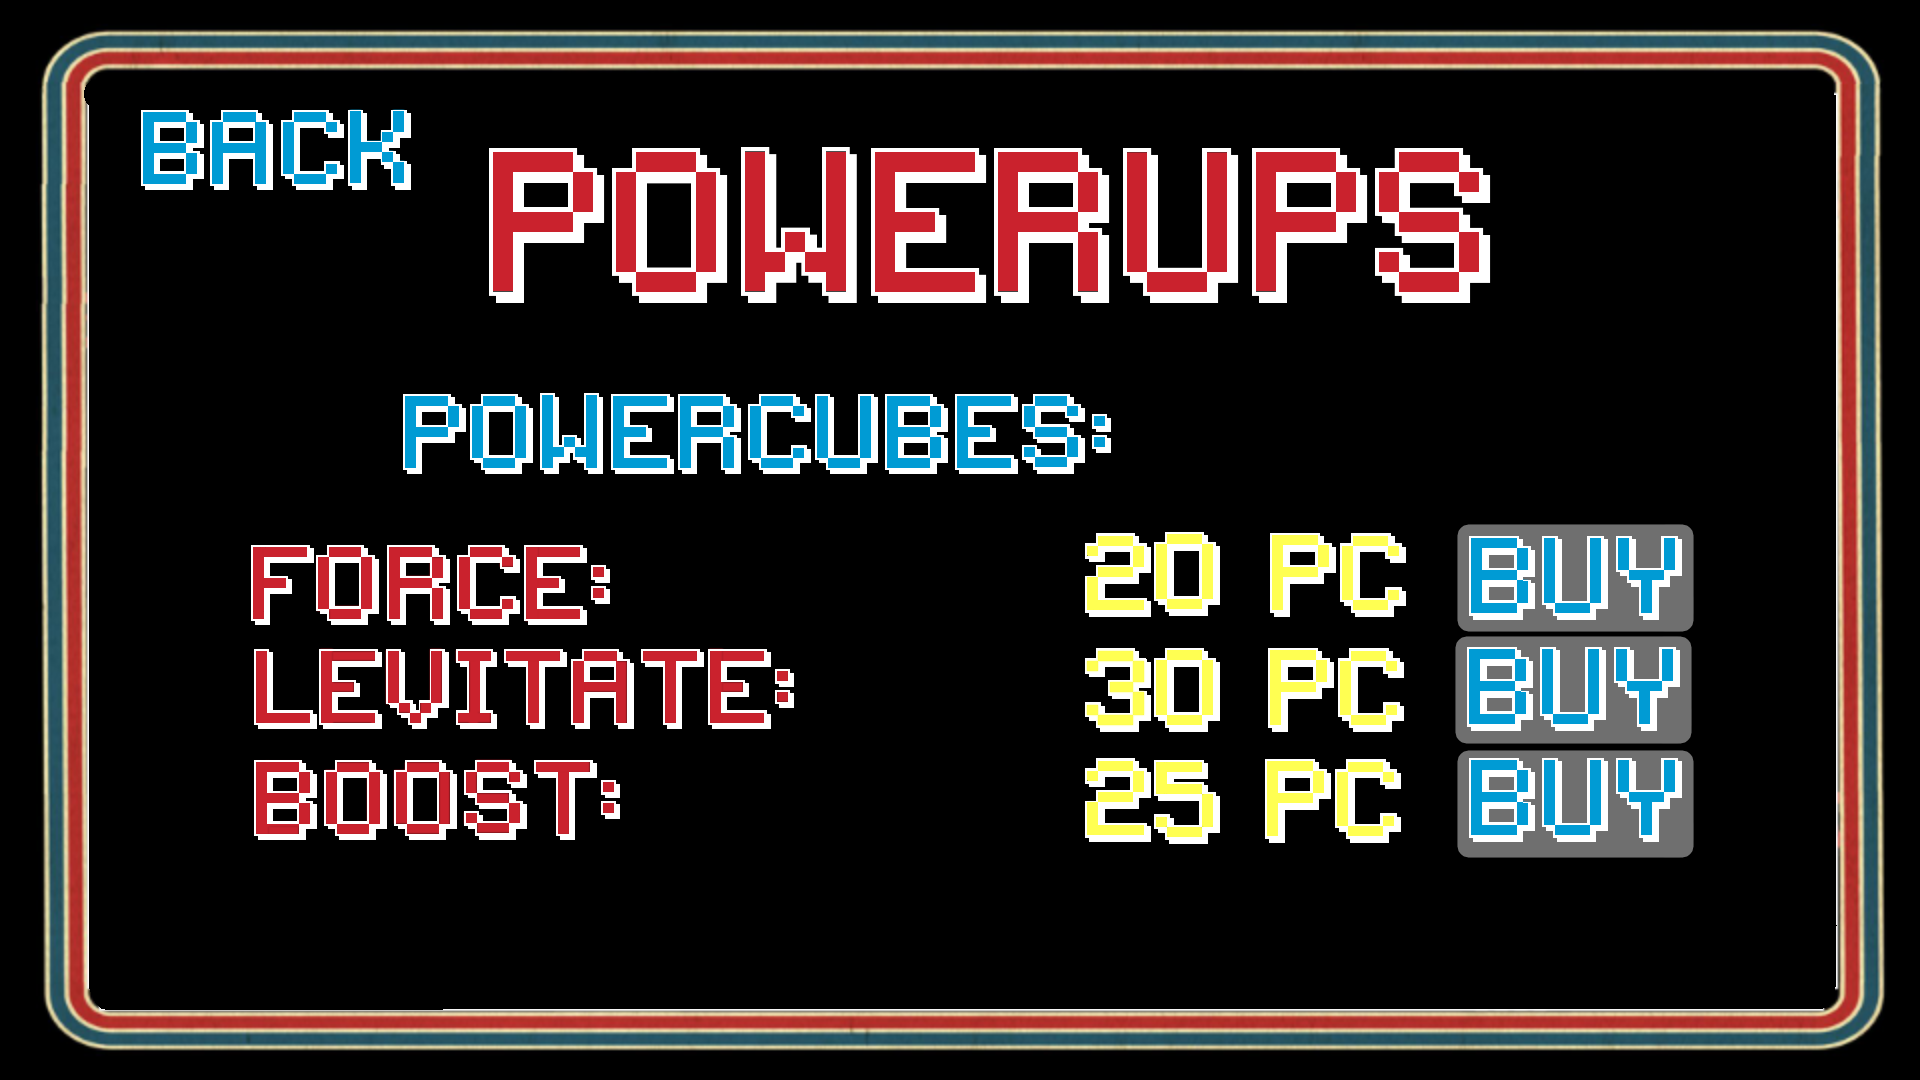 BACK
POWERUPS
POWERCUBES:
FORCE: 20 PC BUY
LEVITATE: 30 PC BUY
BOOST: 25 PC BUY